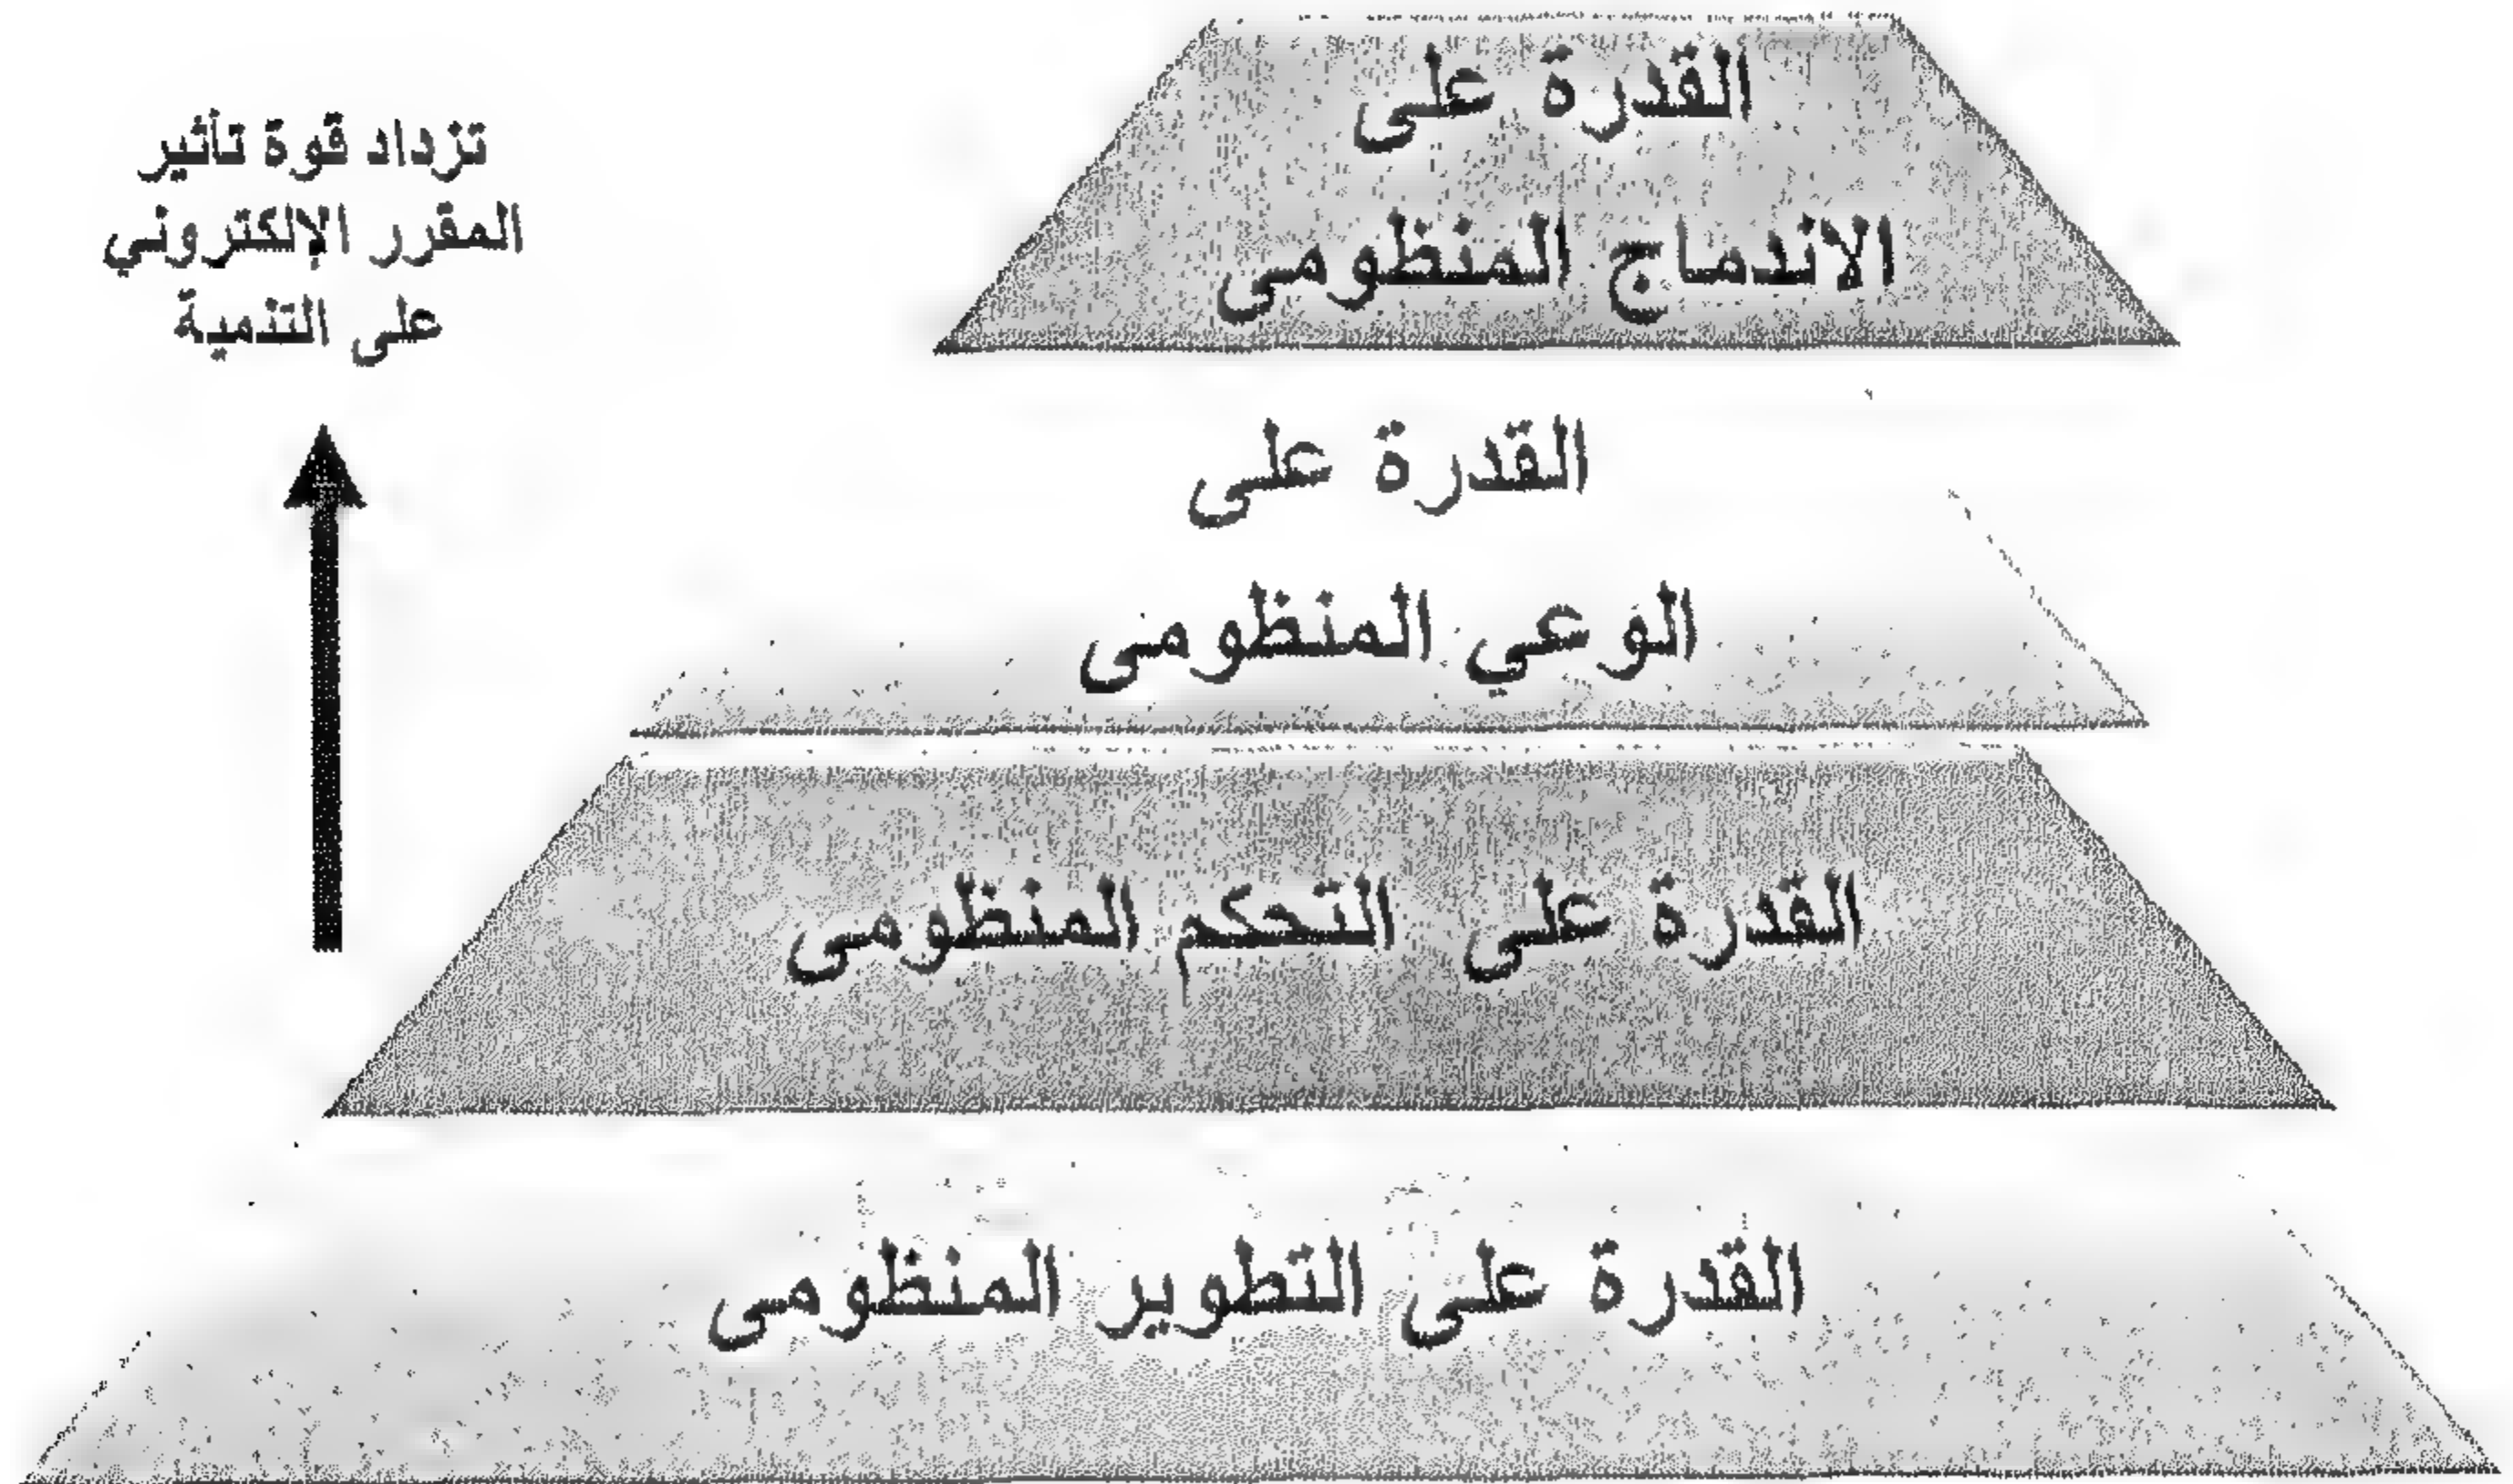 القدرة على
الاندماج المنظومى
القدرة على
الوعي المنظومى
القدرة على التحكم المنظومى
القدرة على التطوير المنظومى
تزداد قوة تأثير
المقرر الإلكتروني
على التنمية